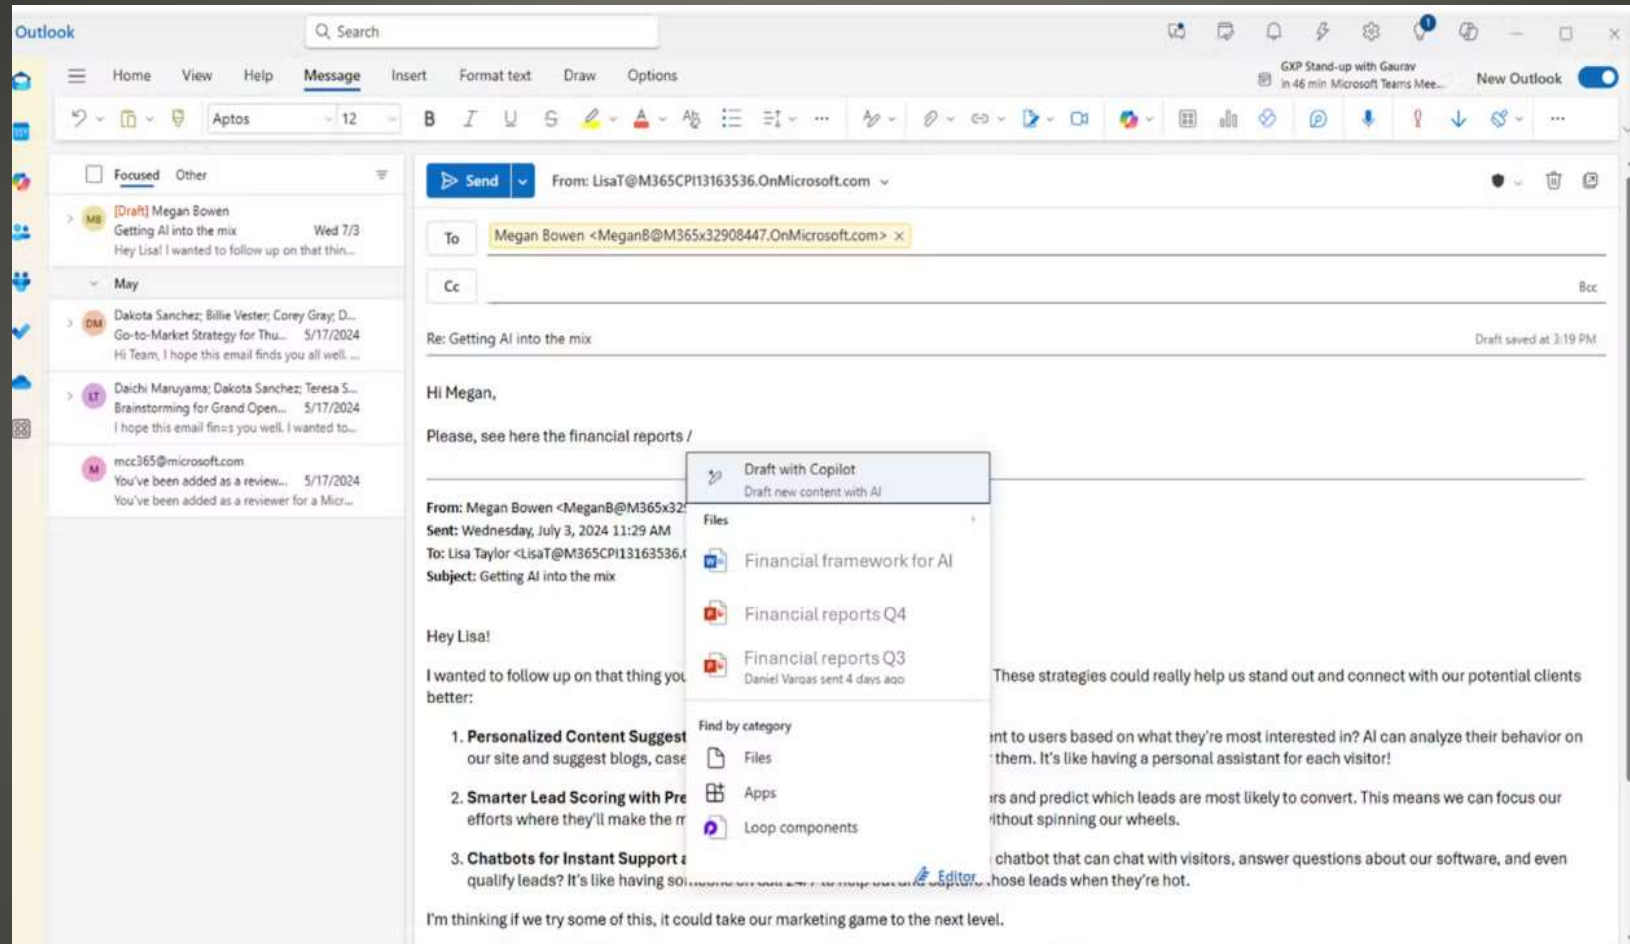 Outlook
Search
Home View Help Message Insert Format text Draw Options
GXP Stand-up with Gaurav
in 46 min Microsoft Teams Mee...
New Outlook
Aptos 12
Focused Other
MB
[Draft] Megan Bowen
Getting AI into the mix Wed 7/3
Hey Lisa! I wanted to follow up on that thin...
May
DM
Dakota Sanchez; Billie Vester; Corey Gray; D...
Go-to-Market Strategy for Thu... 5/17/2024
Hi Team, I hope this email finds you all well. ...
LT
Daichi Maruyama; Dakota Sanchez; Teresa S...
Brainstorming for Grand Open... 5/17/2024
I hope this email fin=s you well. I wanted to...
M
mcc365@microsoft.com
You've been added as a review... 5/17/2024
You've been added as a reviewer for a Micr...
Send From: LisaT@M365CPI13163536.OnMicrosoft.com
To Megan Bowen <MeganB@M365x32908447.OnMicrosoft.com>
Cc Bcc
Re: Getting AI into the mix Draft saved at 3:19 PM
Hi Megan,
Please, see here the financial reports /
From: Megan Bowen <MeganB@M365x32
Sent: Wednesday, July 3, 2024 11:29 AM
To: Lisa Taylor <LisaT@M365CPI13163536.
Subject: Getting AI into the mix
Hey Lisa!
I wanted to follow up on that thing you These strategies could really help us stand out and connect with our potential clients
better:
1. Personalized Content Suggest nt to users based on what they're most interested in? AI can analyze their behavior on
our site and suggest blogs, case them. It's like having a personal assistant for each visitor!
2. Smarter Lead Scoring with Pre rs and predict which leads are most likely to convert. This means we can focus our
efforts where they'll make the m ithout spinning our wheels.
3. Chatbots for Instant Support a chatbot that can chat with visitors, answer questions about our software, and even
qualify leads? It's like having someone on call 24/7 to help out and capture those leads when they're hot.
I'm thinking if we try some of this, it could take our marketing game to the next level.
Draft with Copilot
Draft new content with AI
Files
Financial framework for AI
Financial reports Q4
Financial reports Q3
Daniel Vargas sent 4 days ago
Find by category
Files
Apps
Loop components
Editor